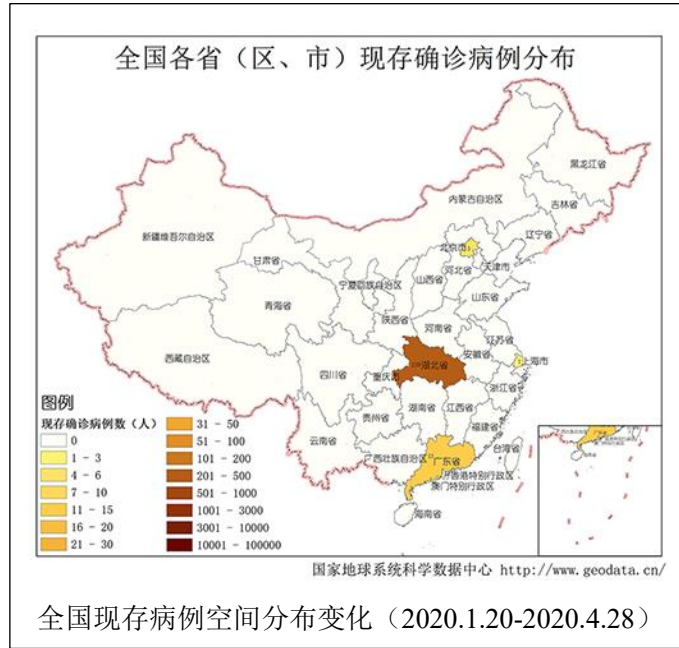 全国各省（区、市）现存确诊病例分布
黑龙江省
内蒙古自治区
吉林省
新疆维吾尔自治区
辽宁省
北京市
甘肃省
河北省
天津市
宁夏回族自治区
山西省
青海省
山东省
陕西省
河南省
江苏省
西藏自治区
安徽省
上海市
四川省
湖北省
重庆市
浙江省
湖南省
江西省
贵州省
福建省
云南省
台湾省
广西壮族自治区
广东省
香港特别行政区
澳门特别行政区
海南省
图例
现存确诊病例数（人）
0
1 - 3
4 - 6
7 - 10
11 - 15
16 - 20
21 - 30
31 - 50
51 - 100
101 - 200
201 - 500
501 - 1000
1001 - 3000
3001 - 10000
10001 - 100000
国家地球系统科学数据中心 http://www.geodata.cn/
全国现存病例空间分布变化（2020.1.20-2020.4.28）